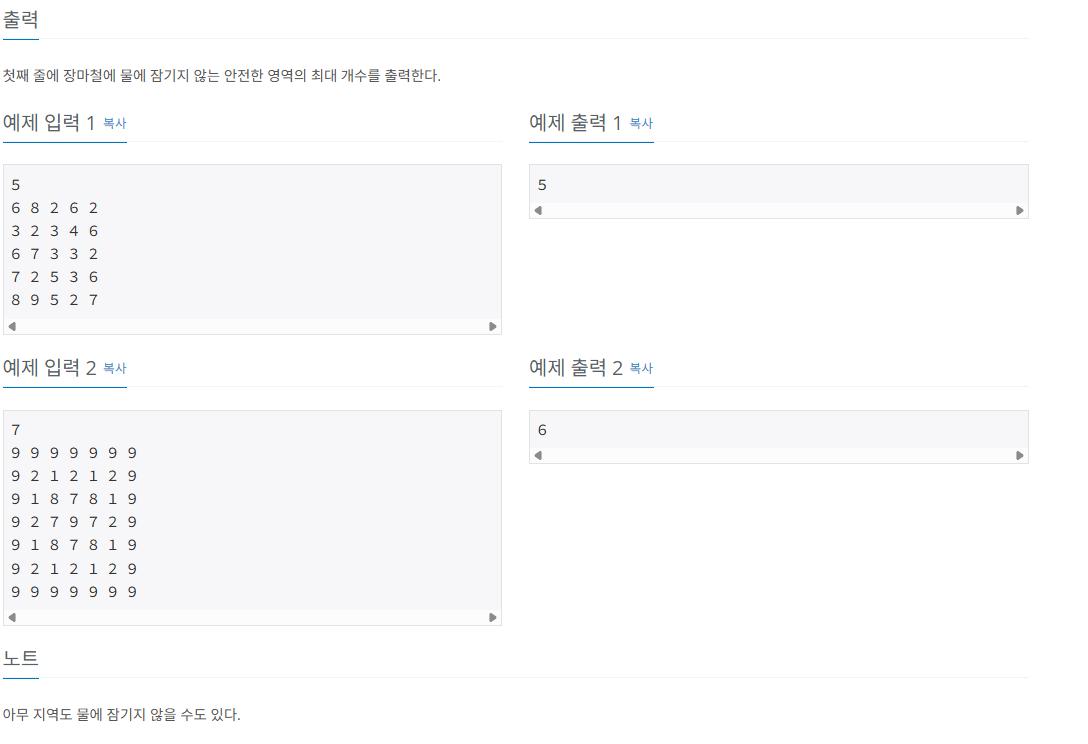 출력
첫째 줄에 장마철에 물에 잠기지 않는 안전한 영역의 최대 개수를 출력한다.
예제 입력 1 복사
5
6 8 2 6 2
3 2 3 4 6
6 7 3 3 2
7 2 5 3 6
8 9 5 2 7
예제 출력 1 복사
5
예제 입력 2 복사
7
9 9 9 9 9 9 9
9 2 1 2 1 2 9
9 1 8 7 8 1 9
9 2 7 9 7 2 9
9 1 8 7 8 1 9
9 2 1 2 1 2 9
9 9 9 9 9 9 9
예제 출력 2 복사
6
노트
아무 지역도 물에 잠기지 않을 수도 있다.